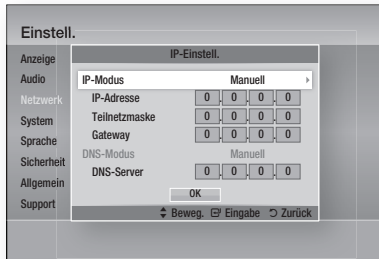 Einstell.
IP-Einstell.
Anzeige
Audio
Netzwerk
System
Sprache
Sicherheit
Allgemein
Support
IP-Modus Manuell
IP-Adresse 0 . 0 . 0 . 0
Teilnetzmaske 0 . 0 . 0 . 0
Gateway 0 . 0 . 0 . 0
DNS-Modus Manuell
DNS-Server 0 . 0 . 0 . 0
OK
Beweg. Eingabe Zurück